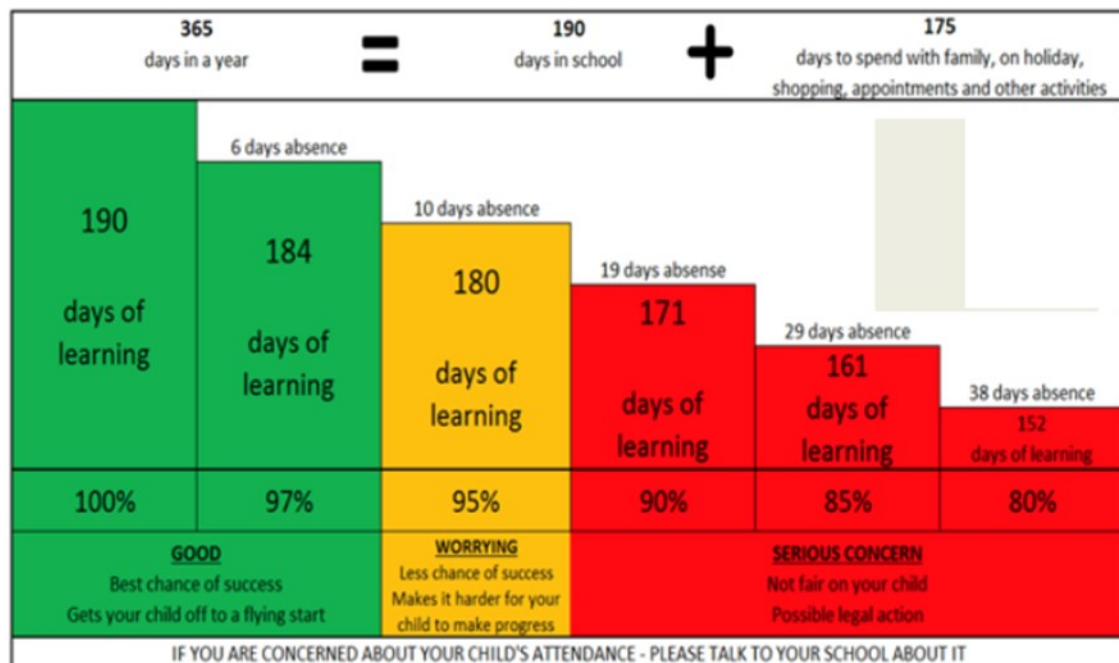 365
days in a year
=
190
days in school
+
175
days to spend with family, on holiday,
shopping, appointments and other activities
190
days of
learning
6 days absence
184
days of
learning
10 days absence
180
days of
learning
19 days absense
171
days of
learning
29 days absence
161
days of
learning
38 days absence
152
days of learning
100%
97%
95%
90%
85%
80%
GOOD
Best chance of success
Gets your child off to a flying start
WORRYING
Less chance of success
Makes it harder for your
child to make progress
SERIOUS CONCERN
Not fair on your child
Possible legal action
IF YOU ARE CONCERNED ABOUT YOUR CHILD'S ATTENDANCE - PLEASE TALK TO YOUR SCHOOL ABOUT IT